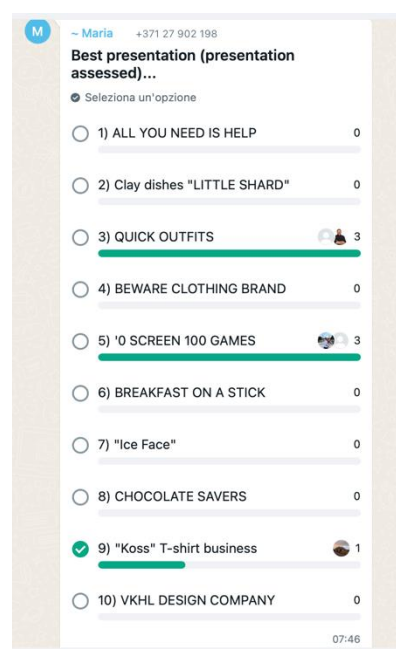 M
~ Maria +371 27 902 198
Best presentation (presentation
assessed)...
Seleziona un'opzione
1) ALL YOU NEED IS HELP 0
2) Clay dishes "LITTLE SHARD" 0
3) QUICK OUTFITS 3
4) BEWARE CLOTHING BRAND 0
5) '0 SCREEN 100 GAMES 3
6) BREAKFAST ON A STICK 0
7) "Ice Face" 0
8) CHOCOLATE SAVERS 0
9) "Koss" T-shirt business 1
10) VKHL DESIGN COMPANY 0
07:46